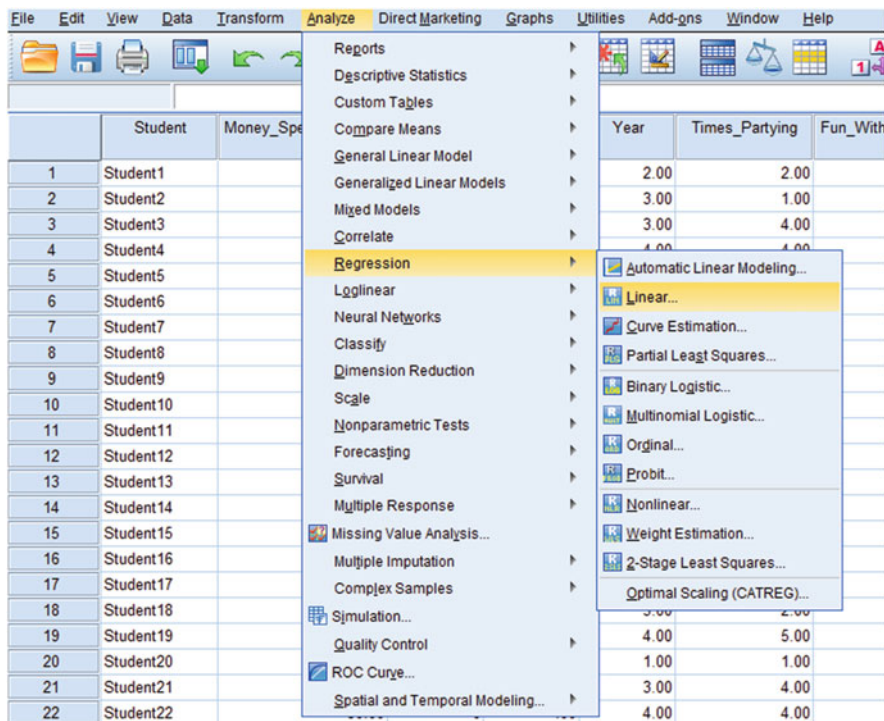 File Edit View Data Transform Analyze Direct Marketing Graphs Utilities Add-ons Window Help
Student Money_Spe Year Times_Partying Fun_With
1 Student1 2.00 2.00
2 Student2 3.00 1.00
3 Student3 3.00 4.00
4 Student4 4.00 4.00
5 Student5
6 Student6
7 Student7
8 Student8
9 Student9
10 Student10
11 Student11
12 Student12
13 Student13
14 Student14
15 Student15
16 Student16
17 Student17
18 Student18 3.00 2.00
19 Student19 4.00 5.00
20 Student20 1.00 1.00
21 Student21 3.00 4.00
22 Student22 4.00 4.00
Reports
Descriptive Statistics
Custom Tables
Compare Means
General Linear Model
Generalized Linear Models
Mixed Models
Correlate
Regression
Loglinear
Neural Networks
Classify
Dimension Reduction
Scale
Nonparametric Tests
Forecasting
Survival
Multiple Response
Missing Value Analysis...
Multiple Imputation
Complex Samples
Simulation...
Quality Control
ROC Curve...
Spatial and Temporal Modeling...
Automatic Linear Modeling...
Linear...
Curve Estimation...
Partial Least Squares...
Binary Logistic...
Multinomial Logistic...
Ordinal...
Probit...
Nonlinear...
Weight Estimation...
2-Stage Least Squares...
Optimal Scaling (CATREG)...